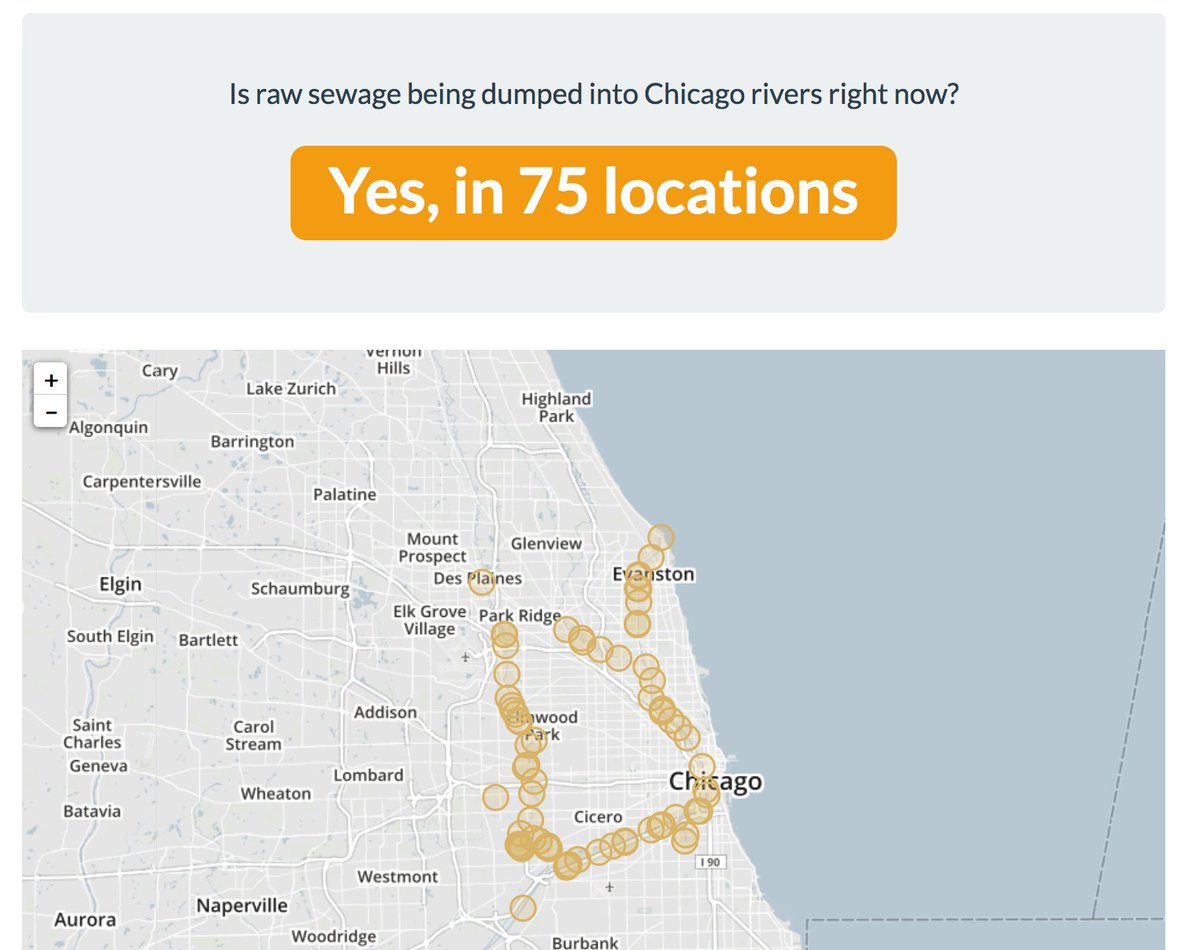 Is raw sewage being dumped into Chicago rivers right now?
Yes, in 75 locations
+
−
Vernon
Hills
Cary
Lake Zurich
Highland
Park
Algonquin
Barrington
Carpentersville
Palatine
Mount
Prospect
Glenview
Des Plaines
Evanston
Elgin
Schaumburg
Elk Grove
Village
Park Ridge
South Elgin
Bartlett
Addison
Elmwood
Park
Saint
Charles
Carol
Stream
Geneva
Lombard
Chicago
Wheaton
Batavia
Cicero
I 90
Westmont
Naperville
Aurora
Woodridge
Burbank